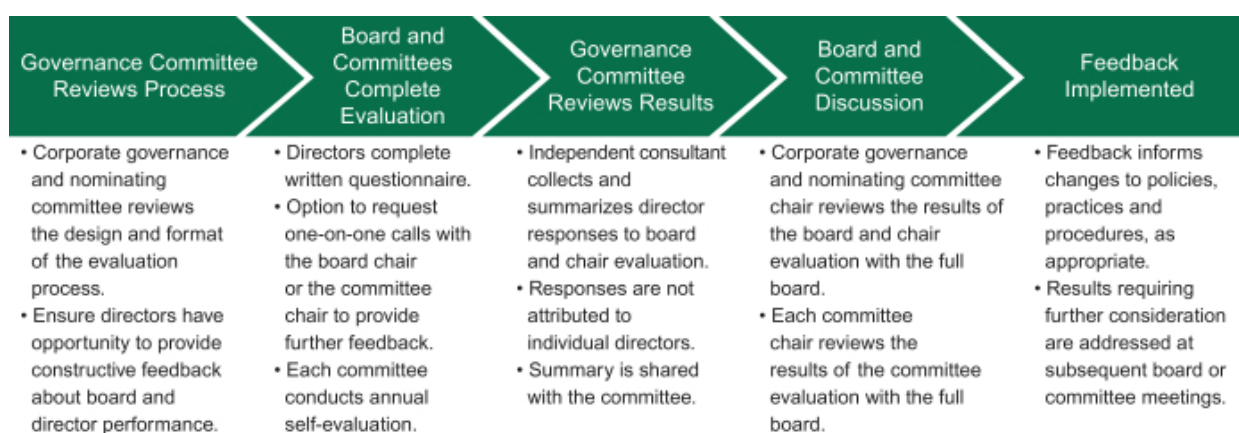 Governance Committee
Reviews Process
Board and
Committees
Complete
Evaluation
Governance
Committee
Reviews Results
Board and
Committee
Discussion
Feedback
Implemented
• Corporate governance
and nominating
committee reviews
the design and format
of the evaluation
process.
• Ensure directors have
opportunity to provide
constructive feedback
about board and
director performance.
• Directors complete
written questionnaire.
• Option to request
one-on-one calls with
the board chair
or the committee
chair to provide
further feedback.
• Each committee
conducts annual
self-evaluation.
• Independent consultant
collects and
summarizes director
responses to board
and chair evaluation.
• Responses are not
attributed to
individual directors.
• Summary is shared
with the committee.
• Corporate governance
and nominating committee
chair reviews the results of
the board and chair
evaluation with the full
board.
• Each committee
chair reviews the
results of the committee
evaluation with the full
board.
• Feedback informs
changes to policies,
practices and
procedures, as
appropriate.
• Results requiring
further consideration
are addressed at
subsequent board or
committee meetings.